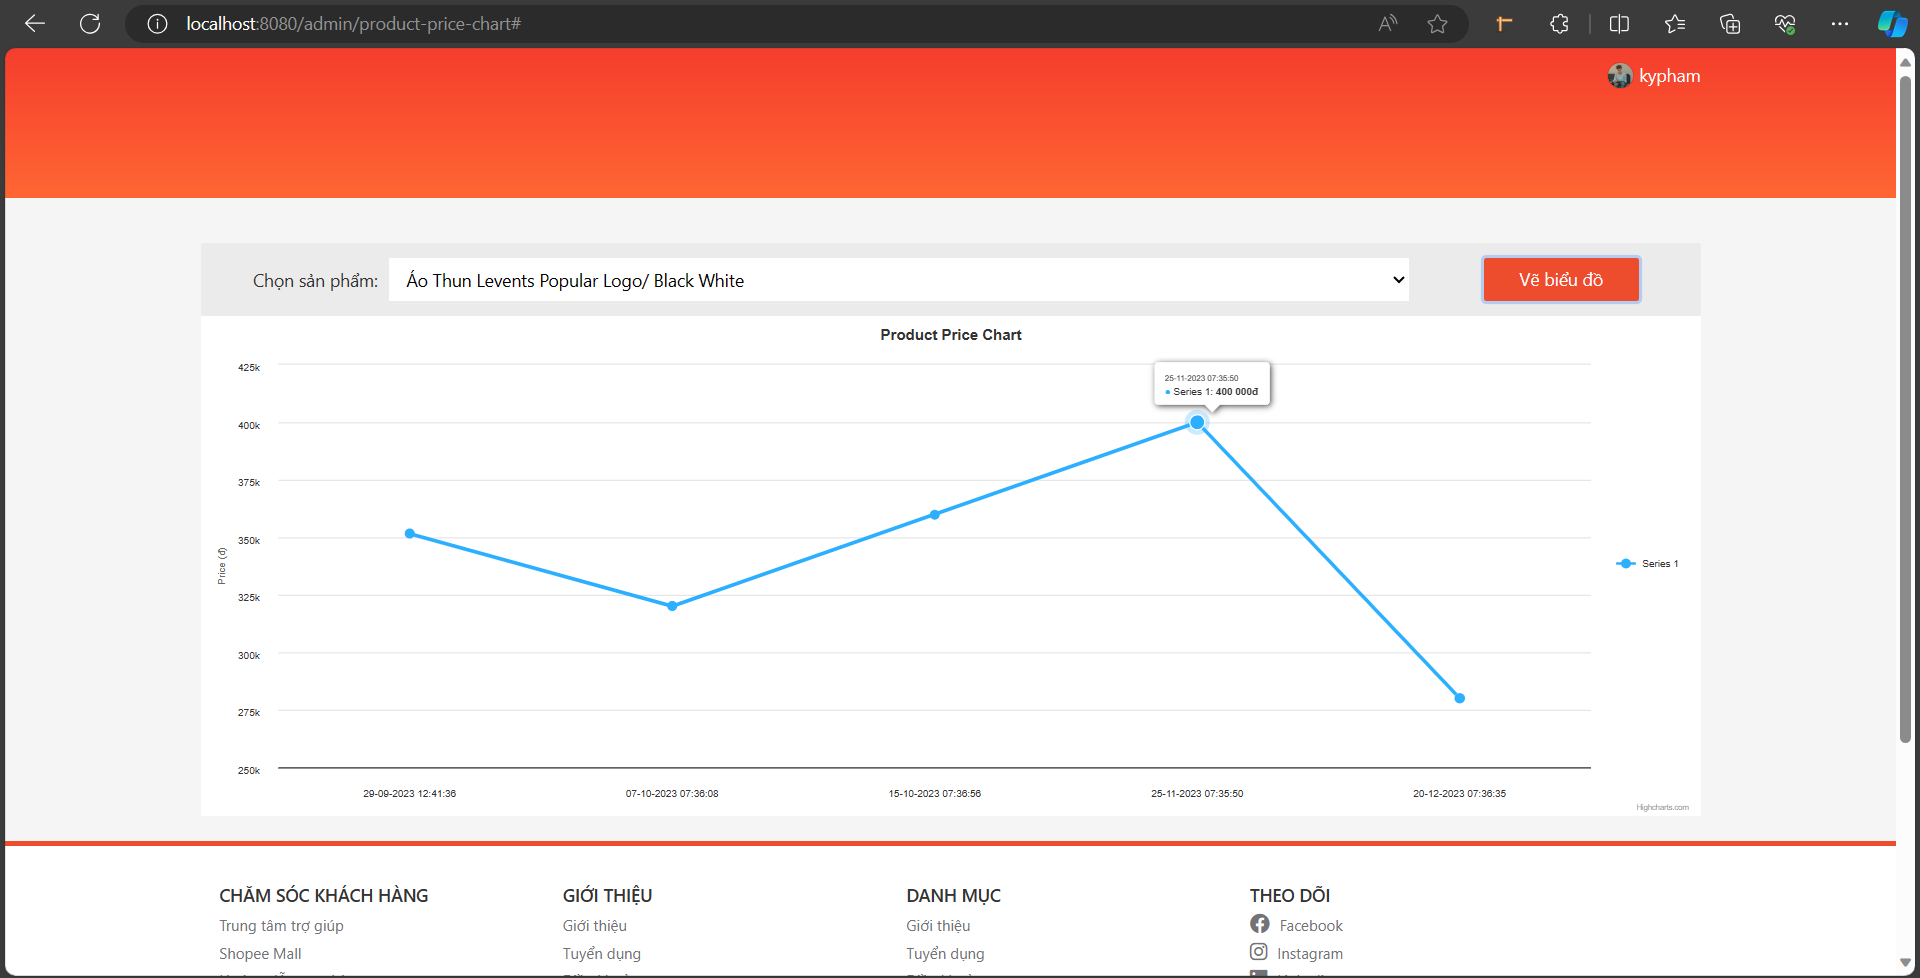 localhost:8080/admin/product-price-chart#
kypham
Chọn sản phẩm:
Áo Thun Levents Popular Logo/ Black White
Vẽ biểu đồ
Product Price Chart
25-11-2023 07:35:50
● Series 1: 400 000đ
Price (đ)
425k
400k
375k
350k
325k
300k
275k
250k
29-09-2023 12:41:36
07-10-2023 07:36:08
15-10-2023 07:36:56
25-11-2023 07:35:50
20-12-2023 07:36:35
Series 1
Highcharts.com
CHĂM SÓC KHÁCH HÀNG
Trung tâm trợ giúp
Shopee Mall
GIỚI THIỆU
Giới thiệu
Tuyển dụng
DANH MỤC
Giới thiệu
Tuyển dụng
THEO DÕI
Facebook
Instagram